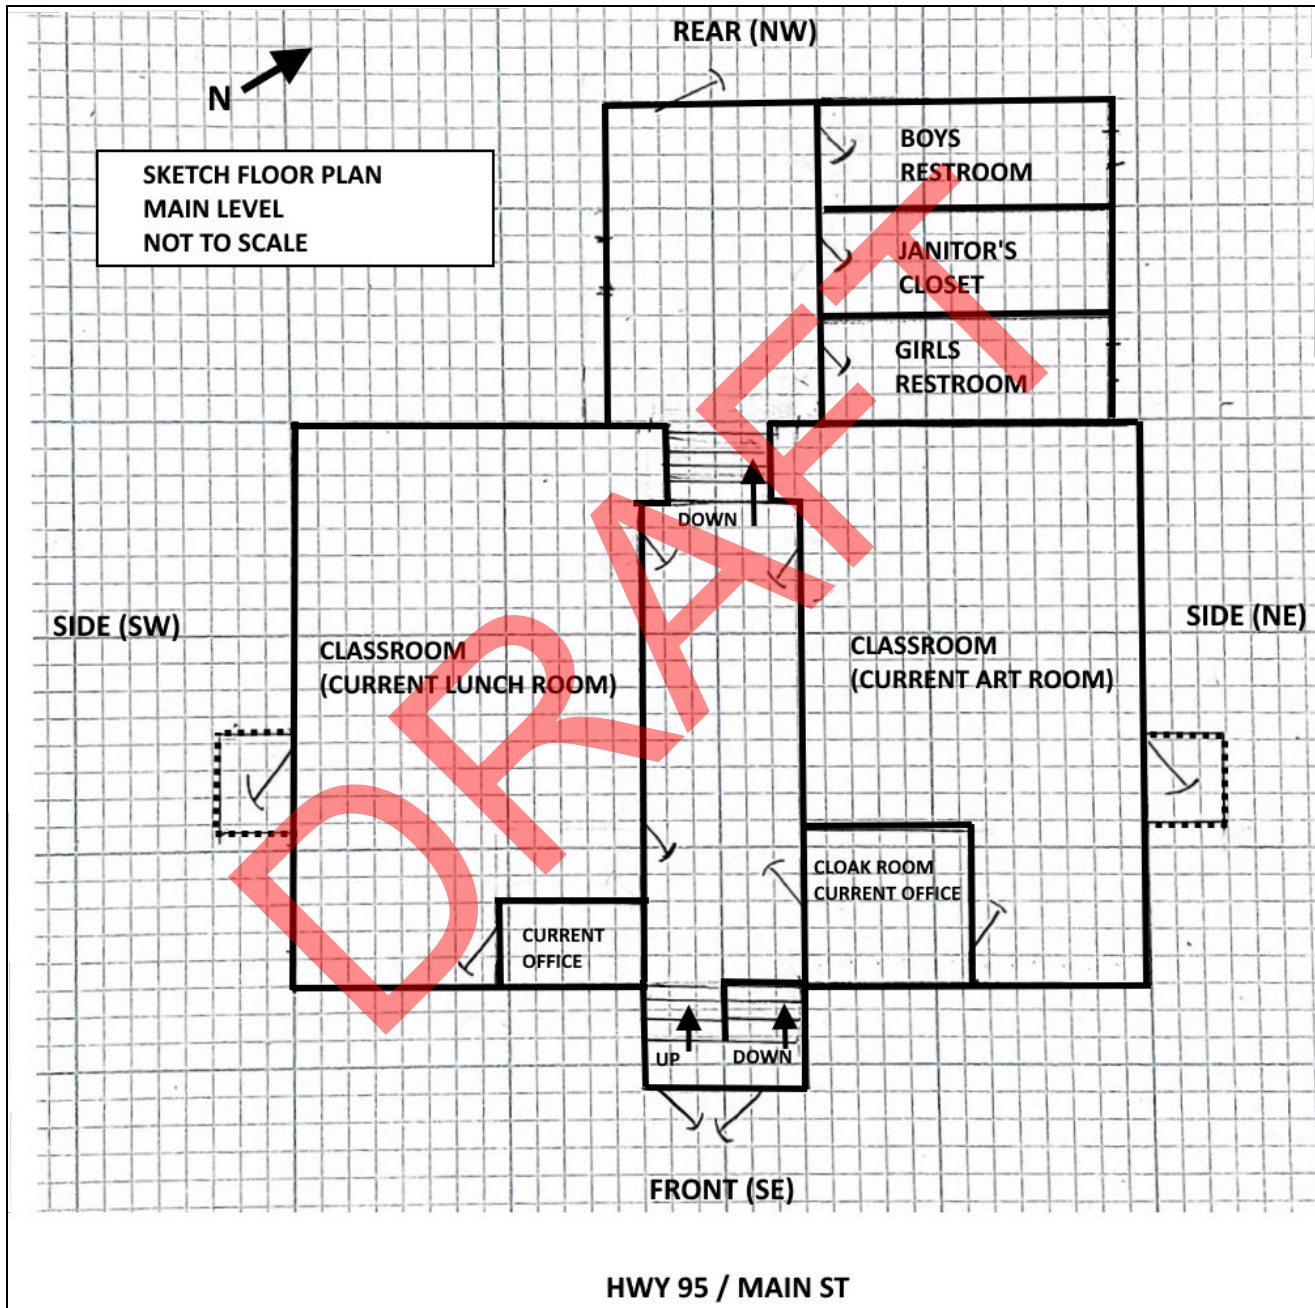 REAR (NW)
N
SKETCH FLOOR PLAN
MAIN LEVEL
NOT TO SCALE
BOYS
RESTROOM
JANITOR'S
CLOSET
GIRLS
RESTROOM
DOWN
SIDE (SW)
SIDE (NE)
CLASSROOM
(CURRENT LUNCH ROOM)
CLASSROOM
(CURRENT ART ROOM)
CLOAK ROOM
CURRENT OFFICE
CURRENT
OFFICE
UP
DOWN
DRAFT
FRONT (SE)
HWY 95 / MAIN ST